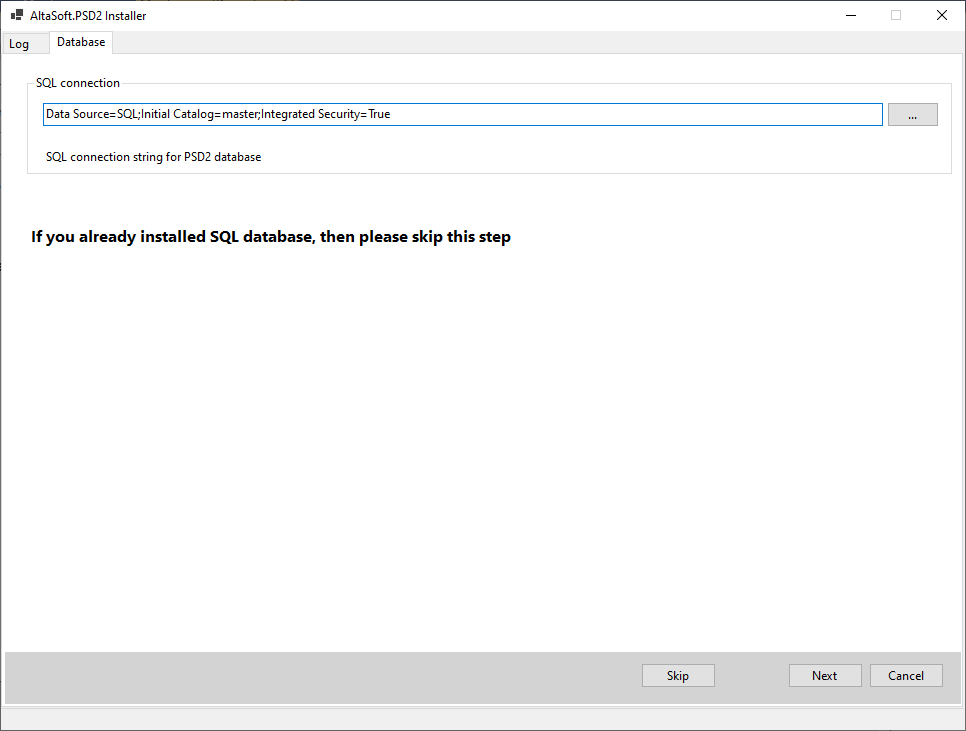 AltaSoft.PSD2 Installer
Log
Database
SQL connection
Data Source=SQL;Initial Catalog=master;Integrated Security=True
...
SQL connection string for PSD2 database
If you already installed SQL database, then please skip this step
Skip
Next
Cancel